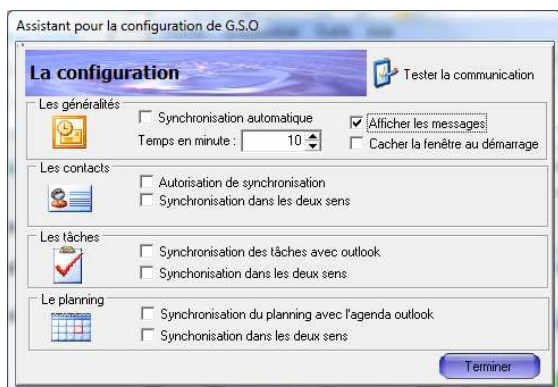 Assistant pour la configuration de G.S.O
La configuration
Tester la communication
Les généralités
Synchronisation automatique
Afficher les messages
Temps en minute :
10
Cacher la fenêtre au démarrage
Les contacts
Autorisation de synchronisation
Synchronisation dans les deux sens
Les tâches
Synchronisation des tâches avec outlook
Synchonisation dans les deux sens
Le planning
Synchronisation du planning avec l'agenda outlook
Synchonisation dans les deux sens
Terminer